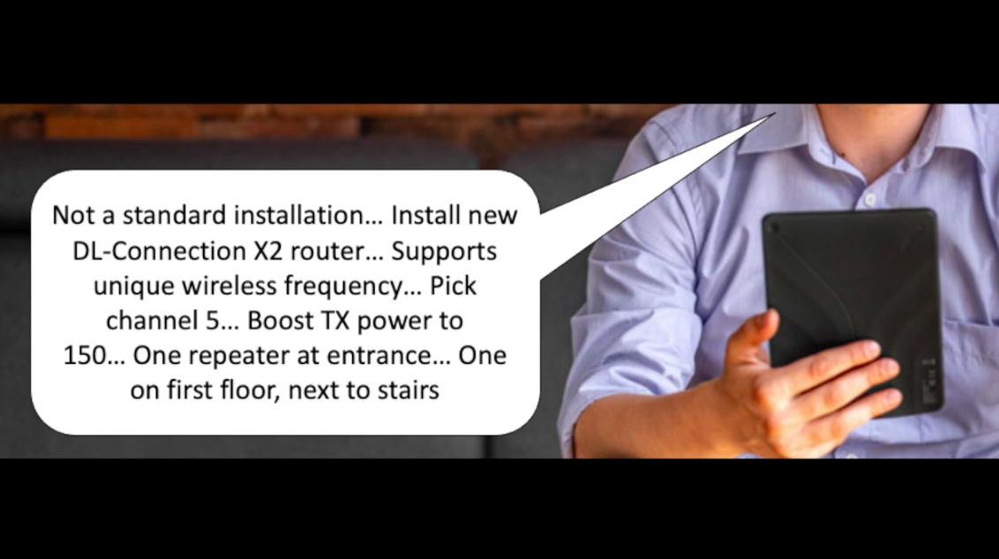 Not a standard installation... Install new
DL-Connection X2 router... Supports
unique wireless frequency... Pick
channel 5... Boost TX power to
150... One repeater at entrance... One
on first floor, next to stairs